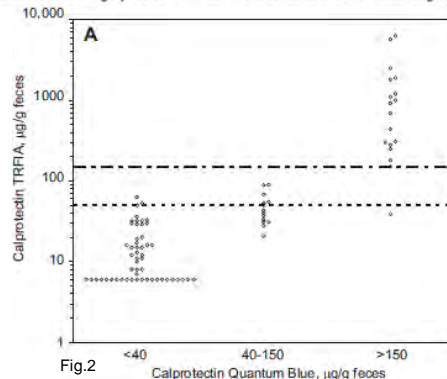 A
10,000
1000
100
10
1
Calprotectin TRFIA, µg/g feces
<40
40-150
>150
Fig.2
Calprotectin Quantum Blue, µg/g feces